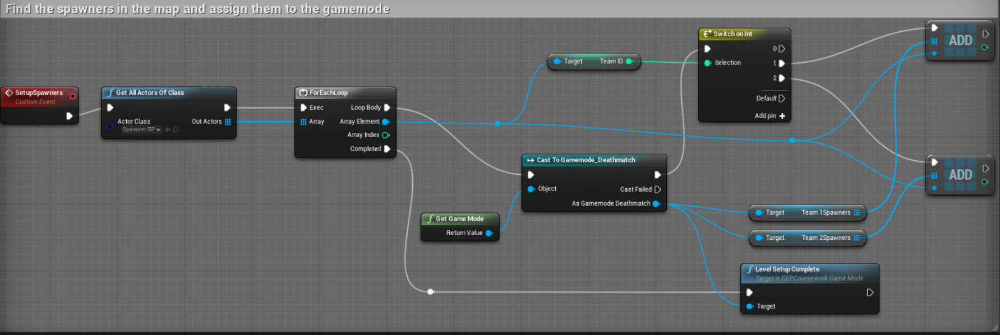 Find the spawners in the map and assign them to the gamemode
SetupSpawners
Custom Event
Get All Actors Of Class
Actor Class
Spawner BP
Out Actors
ForEachLoop
Exec
Loop Body
Array
Array Element
Array Index
Completed
Target
Team ID
Switch on Int
0
Selection
1
2
Default
Add pin
ADD
Cast To Gamemode_Deathmatch
Object
Cast Failed
As Gamemode Deathmatch
Get Game Mode
Return Value
ADD
Target
Team 1Spawners
Target
Team 2Spawners
Level Setup Complete
Target is GEPCoursework Game Mode
Target